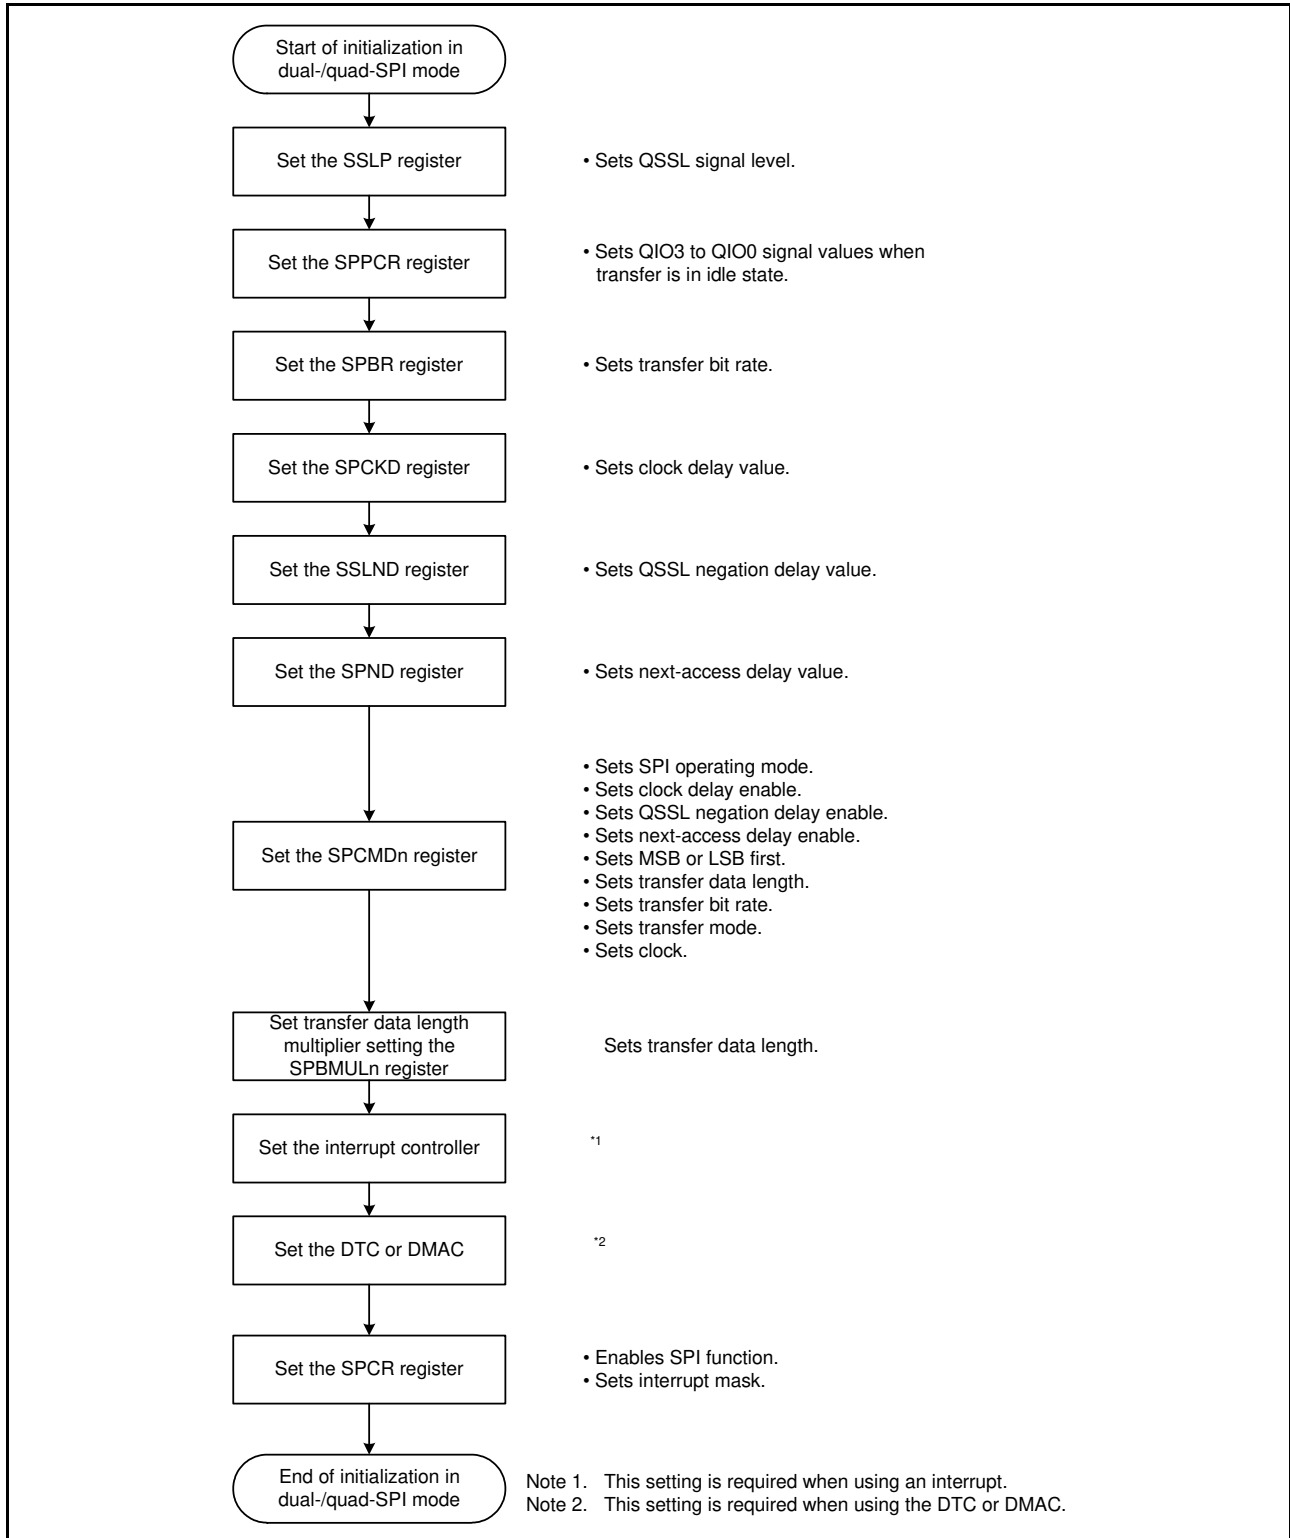 Start of initialization in
dual-/quad-SPI mode
Set the SSLP register
• Sets QSSL signal level.
Set the SPPCR register
• Sets QIO3 to QIO0 signal values when
transfer is in idle state.
Set the SPBR register
• Sets transfer bit rate.
Set the SPCKD register
• Sets clock delay value.
Set the SSLND register
• Sets QSSL negation delay value.
Set the SPND register
• Sets next-access delay value.
Set the SPCMDn register
• Sets SPI operating mode.
• Sets clock delay enable.
• Sets QSSL negation delay enable.
• Sets next-access delay enable.
• Sets MSB or LSB first.
• Sets transfer data length.
• Sets transfer bit rate.
• Sets transfer mode.
• Sets clock.
Set transfer data length
multiplier setting the
SPBMULn register
Sets transfer data length.
Set the interrupt controller
*1
Set the DTC or DMAC
*2
Set the SPCR register
• Enables SPI function.
• Sets interrupt mask.
End of initialization in
dual-/quad-SPI mode
Note 1. This setting is required when using an interrupt.
Note 2. This setting is required when using the DTC or DMAC.